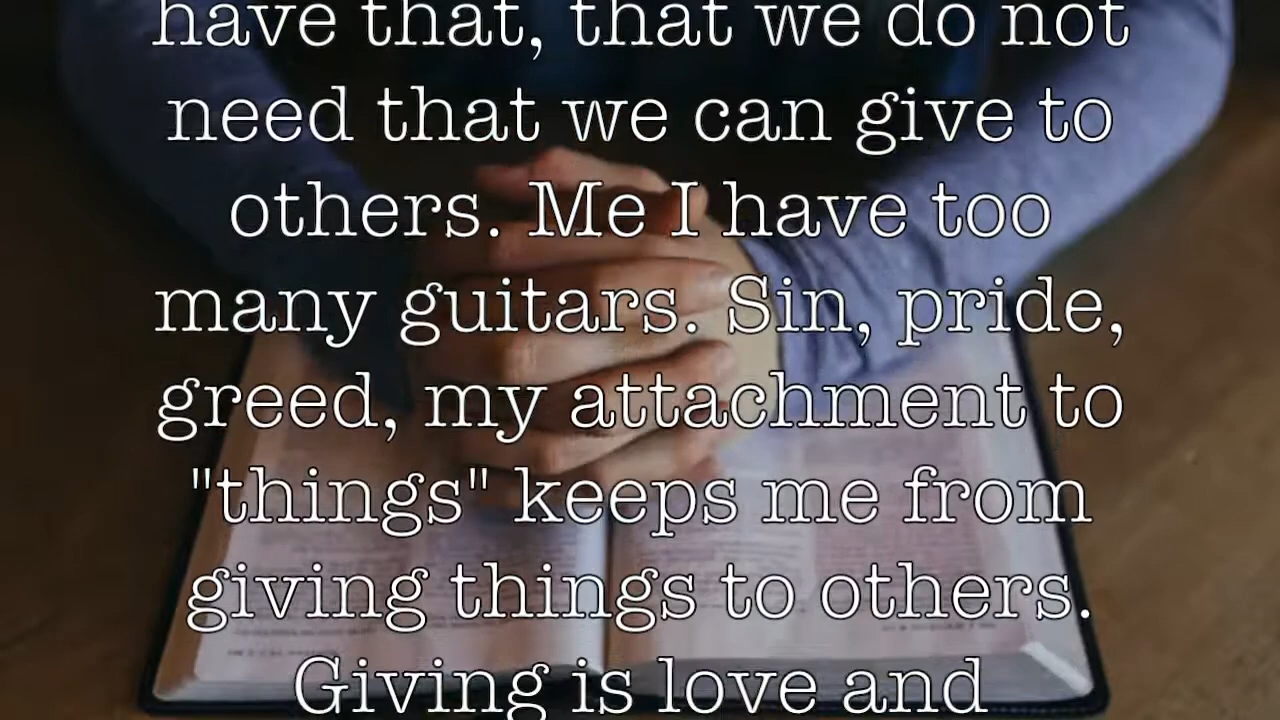 have that, that we do not
need that we can give to
others. Me I have too
many guitars. Sin, pride,
greed, my attachment to
"things" keeps me from
giving things to others.
Giving is love and